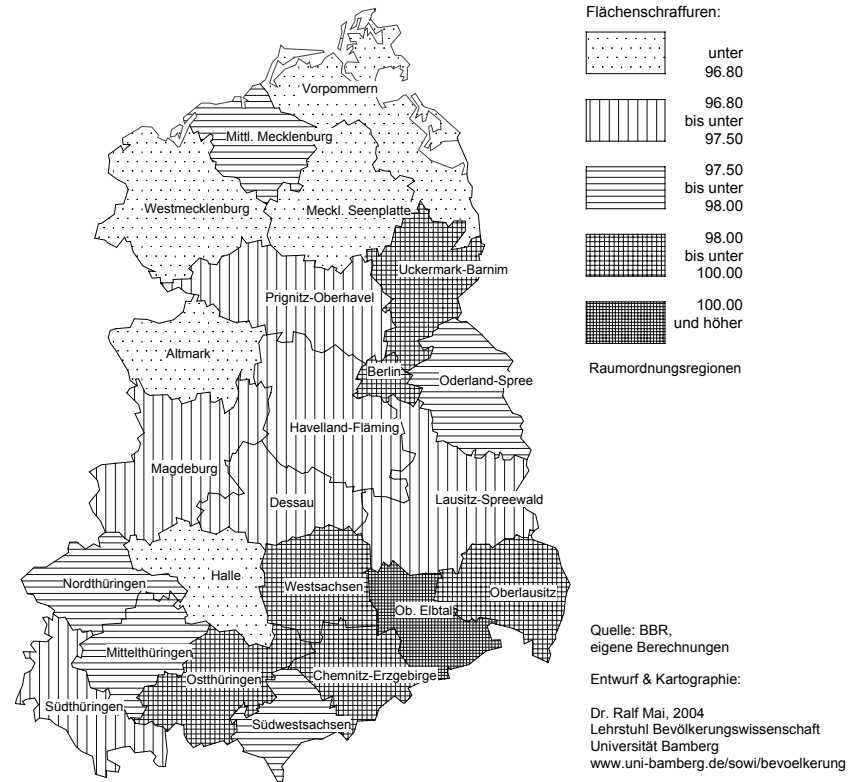 Flächenschraffuren:
unter
96.80
96.80
bis unter
97.50
97.50
bis unter
98.00
98.00
bis unter
100.00
100.00
und höher
Raumordnungsregionen
Vorpommern
Mittl. Mecklenburg
Westmecklenburg
Meckl. Seenplatte
Uckermark-Barnim
Prignitz-Oberhavel
Altmark
Berlin
Oderland-Spree
Havelland-Fläming
Magdeburg
Dessau
Lausitz-Spreewald
Nordthüringen
Halle
Westsachsen
Oberlausitz
Ob. Elbtal
Mittelthüringen
Ostthüringen
Chemnitz-Erzgebirge
Südthüringen
Südwestsachsen
Quelle: BBR,
eigene Berechnungen
Entwurf & Kartographie:
Dr. Ralf Mai, 2004
Lehrstuhl Bevölkerungswissenschaft
Universität Bamberg
www.uni-bamberg.de/sowi/bevoelkerung